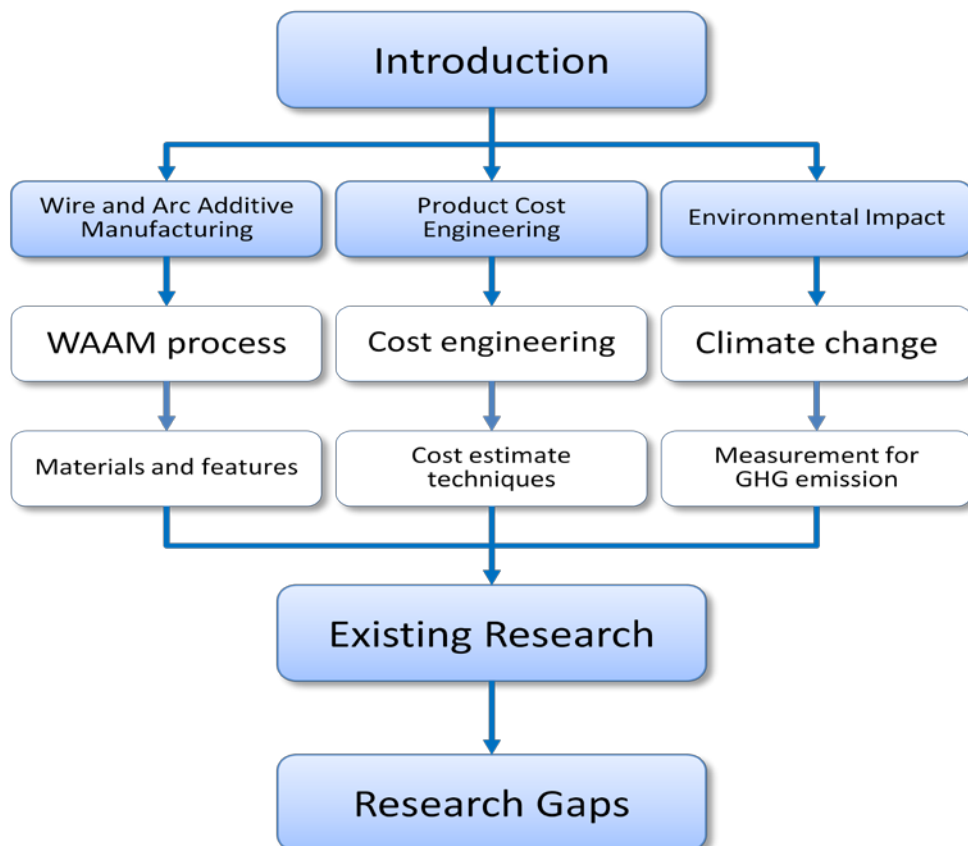 Introduction
Wire and Arc Additive
Manufacturing
Product Cost
Engineering
Environmental Impact
WAAM process
Cost engineering
Climate change
Materials and features
Cost estimate
techniques
Measurement for
GHG emission
Existing Research
Research Gaps